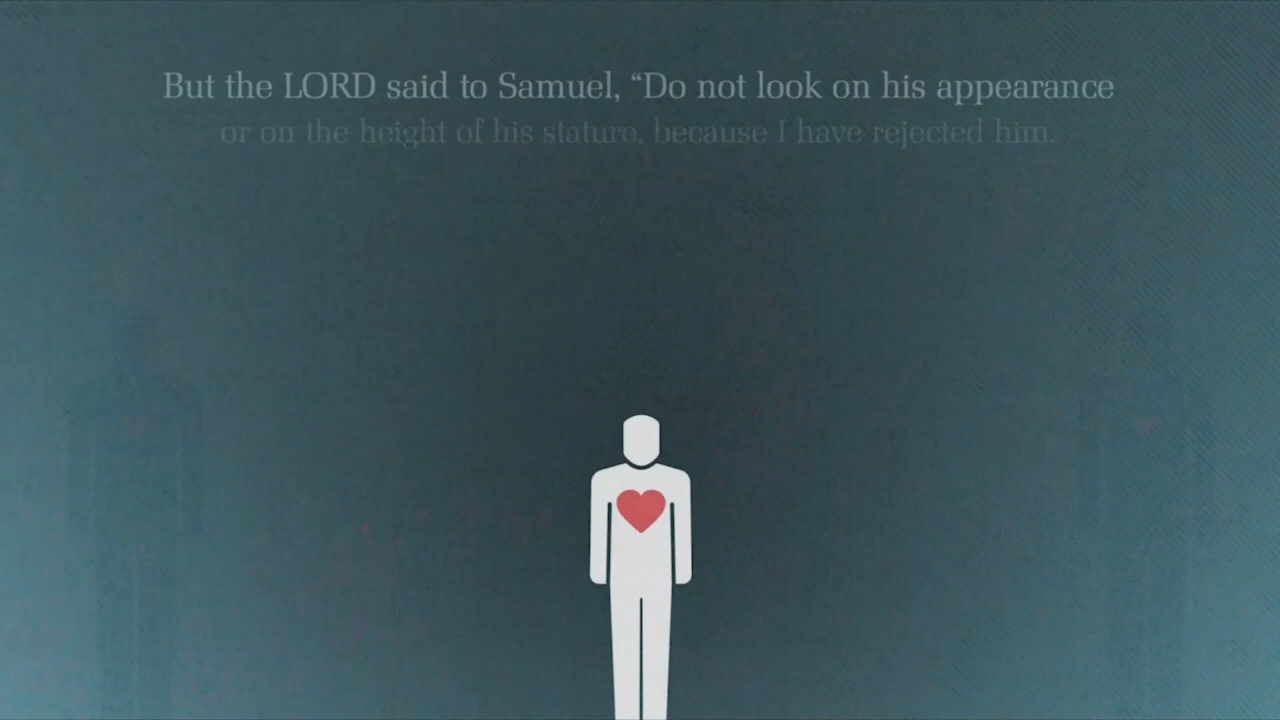 But the LORD said to Samuel, “Do not look on his appearance
or on the height of his stature, because I have rejected him.